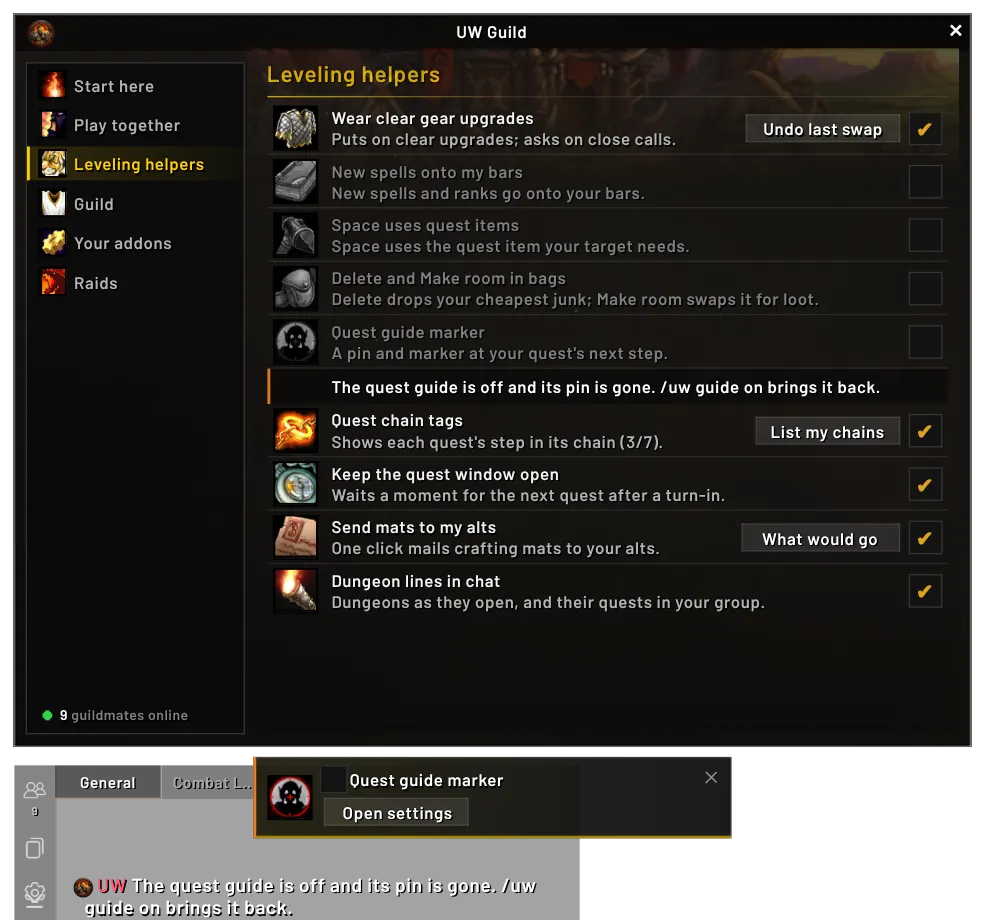 UW Guild
Start here
Play together
Leveling helpers
Guild
Your addons
Raids
9 guildmates online
Leveling helpers
Wear clear gear upgrades
Puts on clear upgrades; asks on close calls.
Undo last swap
New spells onto my bars
New spells and ranks go onto your bars.
Space uses quest items
Space uses the quest item your target needs.
Delete and Make room in bags
Delete drops your cheapest junk; Make room swaps it for loot.
Quest guide marker
A pin and marker at your quest's next step.
The quest guide is off and its pin is gone. /uw guide on brings it back.
Quest chain tags
Shows each quest's step in its chain (3/7).
List my chains
Keep the quest window open
Waits a moment for the next quest after a turn-in.
Send mats to my alts
One click mails crafting mats to your alts.
What would go
Dungeon lines in chat
Dungeons as they open, and their quests in your group.
9
General
Combat L...
Quest guide marker
Open settings
UW The quest guide is off and its pin is gone. /uw
guide on brings it back.